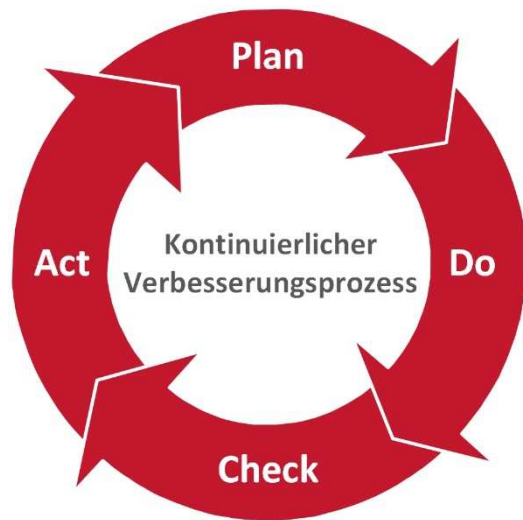 Plan
Do
Check
Act
Kontinuierlicher
Verbesserungsprozess